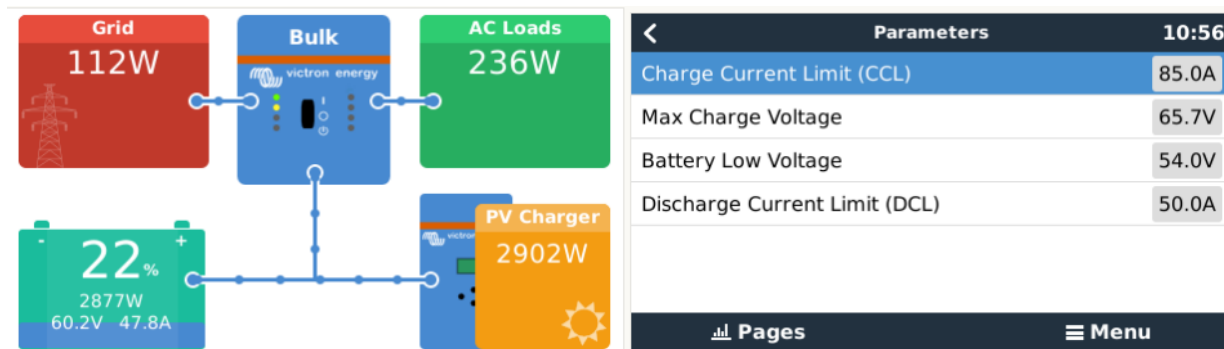 Grid
112W
Bulk
victron energy
AC Loads
236W
- +
22%
2877W
60.2V 47.8A
victron
PV Charger
2902W
Parameters 10:56
Charge Current Limit (CCL) 85.0A
Max Charge Voltage 65.7V
Battery Low Voltage 54.0V
Discharge Current Limit (DCL) 50.0A
Pages Menu